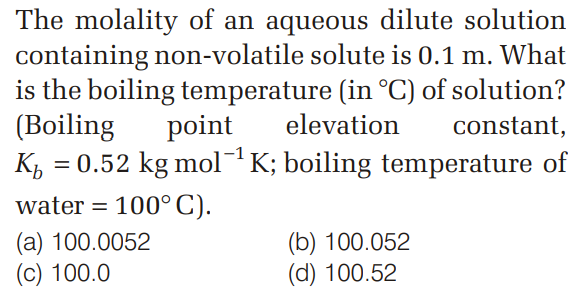 The molality of an aqueous dilute solution
containing non-volatile solute is 0.1 m. What
is the boiling temperature (in °C) of solution?
(Boiling point elevation constant,
K_b = 0.52 kg mol⁻¹ K; boiling temperature of
water = 100° C).
(a) 100.0052 (b) 100.052
(c) 100.0 (d) 100.52